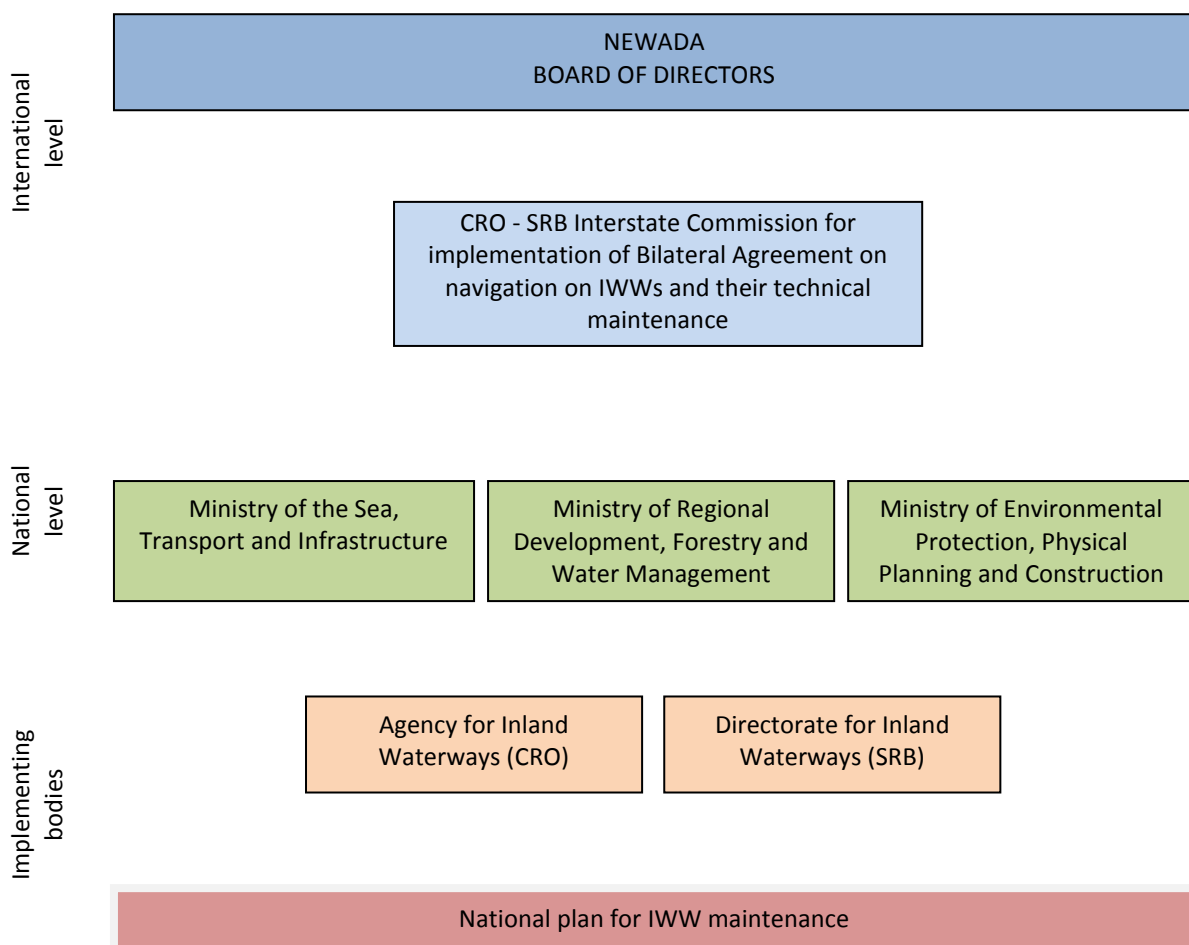 International
level
NEWADA
BOARD OF DIRECTORS
CRO - SRB Interstate Commission for
implementation of Bilateral Agreement on
navigation on IWWs and their technical
maintenance
National
level
Ministry of the Sea,
Transport and Infrastructure
Ministry of Regional
Development, Forestry and
Water Management
Ministry of Environmental
Protection, Physical
Planning and Construction
Implementing
bodies
Agency for Inland
Waterways (CRO)
Directorate for Inland
Waterways (SRB)
National plan for IWW maintenance